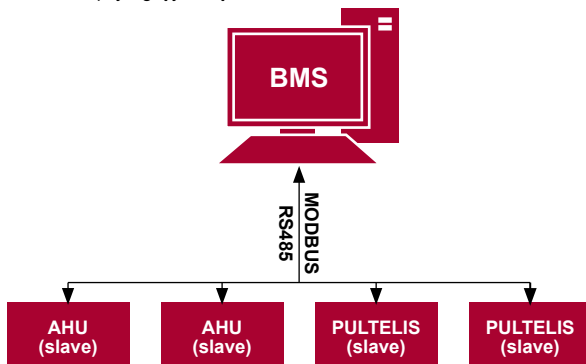 BMS
MODBUS
RS485
AHU
(slave)
AHU
(slave)
PULTELIS
(slave)
PULTELIS
(slave)